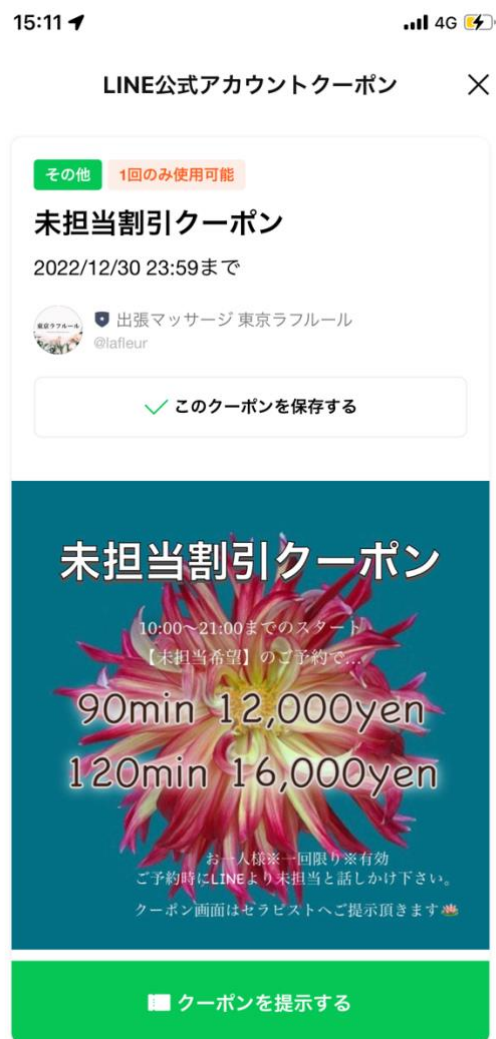 15:11
4G
LINE公式アカウントクーポン
その他 1回のみ使用可能
未担当割引クーポン
2022/12/30 23:59まで
東京ラフルール
出張マッサージ 東京ラフルール
@lafleur
このクーポンを保存する
未担当割引クーポン
10:00〜21:00までのスタート
【未担当希望】のご予約で...
90min 12,000yen
120min 16,000yen
お一人様※一回限り※有効
ご予約時にLINEより未担当と話しかけ下さい。
クーポン画面はセラピストへご提示頂きます
クーポンを提示する